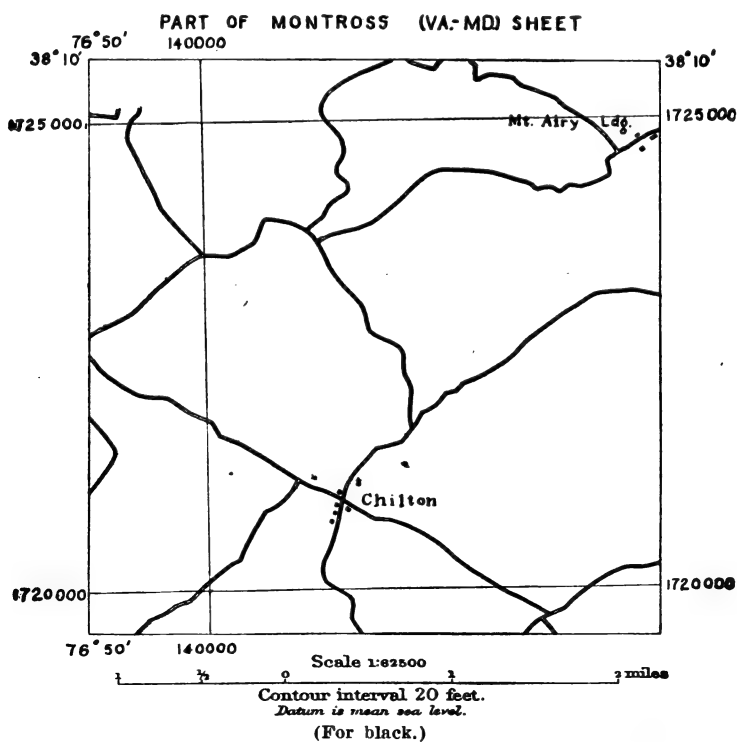 PART OF MONTROSS (VA.-MD.) SHEET
76°50' 140000
38°10' 38°10'
1725000 1725000
Mt. Airy Ldg.
Chilton
1720000 1720000
76°50' 140000
Scale 1:62500
1 ½ 0 1 2 miles
Contour interval 20 feet.
Datum is mean sea level.
(For black.)